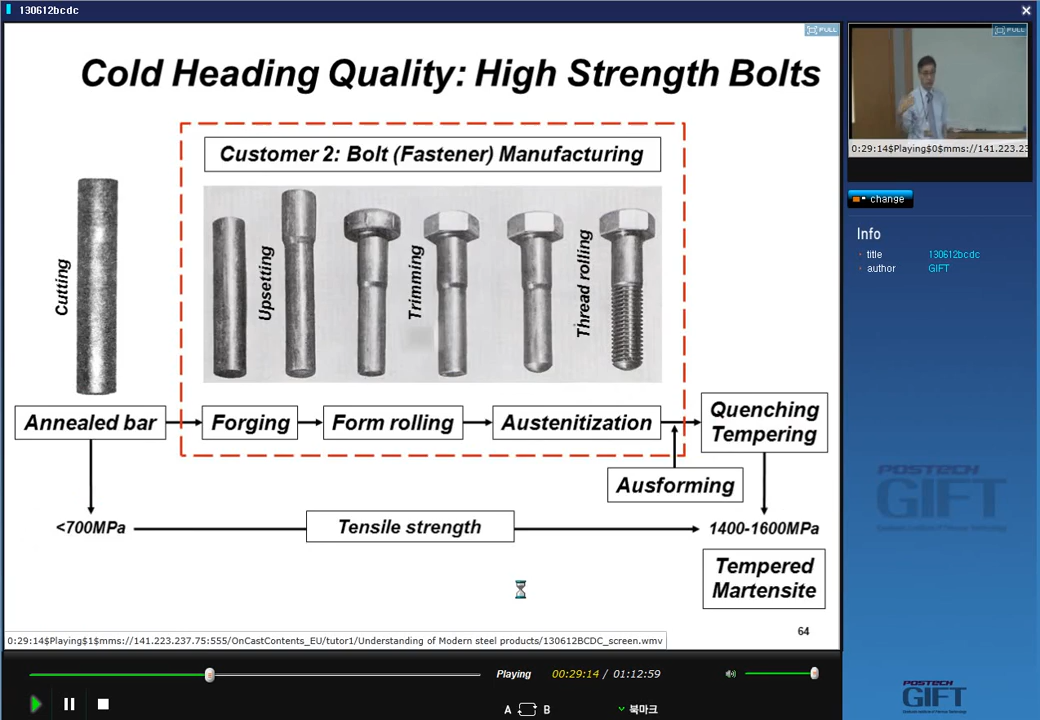 130612bcdc
FULL
Cold Heading Quality: High Strength Bolts
Customer 2: Bolt (Fastener) Manufacturing
Cutting
Upsetting
Trimming
Thread rolling
Annealed bar
Forging
Form rolling
Austenitization
Quenching
Tempering
Ausforming
<700MPa
Tensile strength
1400-1600MPa
Tempered
Martensite
64
0:29:14$Playing$1$mms://141.223.237.75:555/OnCastContents_EU/tutor1/Understanding of Modern steel products/130612BCDC_screen.wmv
Playing
00:29:14 / 01:12:59
A B
북마크
FULL
0:29:14$Playing$0$mms://141.223.23
change
Info
title 130612bcdc
author GIFT
POSTECH
GIFT
POSTECH
GIFT